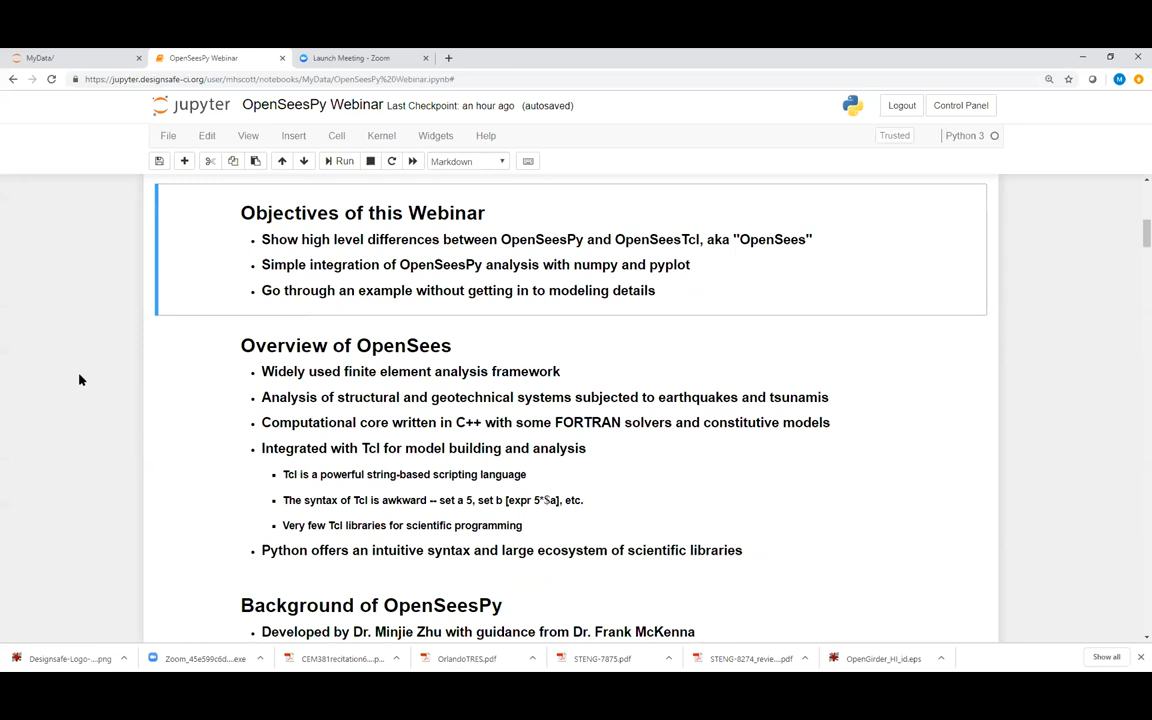 MyData/
OpenSeesPy Webinar
Launch Meeting - Zoom
https://jupyter.designsafe-ci.org/user/mhscott/notebooks/MyData/OpenSeesPy%20Webinar.ipynb#
M
jupyter OpenSeesPy Webinar Last Checkpoint: an hour ago (autosaved)
Logout
Control Panel
File Edit View Insert Cell Kernel Widgets Help
Trusted
Python 3
Run
Markdown
Objectives of this Webinar
• Show high level differences between OpenSeesPy and OpenSeesTcl, aka "OpenSees"
• Simple integration of OpenSeesPy analysis with numpy and pyplot
• Go through an example without getting in to modeling details
Overview of OpenSees
• Widely used finite element analysis framework
• Analysis of structural and geotechnical systems subjected to earthquakes and tsunamis
• Computational core written in C++ with some FORTRAN solvers and constitutive models
• Integrated with Tcl for model building and analysis
▪ Tcl is a powerful string-based scripting language
▪ The syntax of Tcl is awkward -- set a 5, set b [expr 5*$a], etc.
▪ Very few Tcl libraries for scientific programming
• Python offers an intuitive syntax and large ecosystem of scientific libraries
Background of OpenSeesPy
• Developed by Dr. Minjie Zhu with guidance from Dr. Frank McKenna
Designsafe-Logo-....png
Zoom_45e599c6d....exe
CEM381recitation6....p...
OrlandoTRES.pdf
STENG-7875.pdf
STENG-8274_revie....pdf
OpenGirder_HI_id.eps
Show all